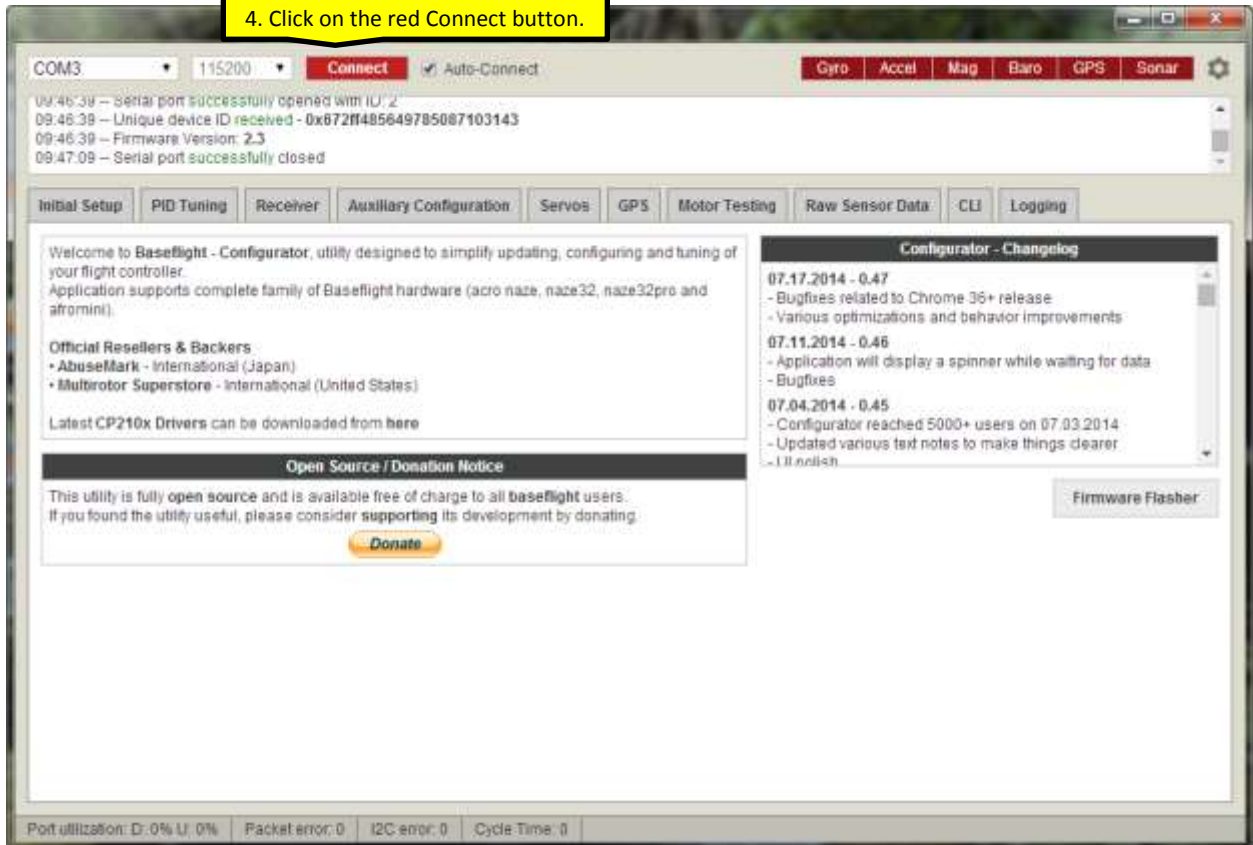 4. Click on the red Connect button.
COM3 115200 Connect Auto-Connect Gyro Accel Mag Baro GPS Sonar
09:46:39 -- Serial port successfully opened with ID: 2
09:46:39 -- Unique device ID received - 0x672ff485649785087103143
09:46:39 -- Firmware Version: 2.3
09:47:09 -- Serial port successfully closed
Initial Setup PID Tuning Receiver Auxiliary Configuration Servos GPS Motor Testing Raw Sensor Data CLI Logging
Welcome to Baseflight - Configurator, utility designed to simplify updating, configuring and tuning of
your flight controller.
Application supports complete family of Baseflight hardware (acro naze, naze32, naze32pro and
afromini).
Official Resellers & Backers
• AbuseMark - International (Japan)
• Multirotor Superstore - International (United States)
Latest CP210x Drivers can be downloaded from here
Open Source / Donation Notice
This utility is fully open source and is available free of charge to all baseflight users.
If you found the utility useful, please consider supporting its development by donating.
Donate
Configurator - Changelog
07.17.2014 - 0.47
- Bugfixes related to Chrome 36+ release
- Various optimizations and behavior improvements
07.11.2014 - 0.46
- Application will display a spinner while waiting for data
- Bugfixes
07.04.2014 - 0.45
- Configurator reached 5000+ users on 07.03.2014
- Updated various text notes to make things clearer
- UI polish
Firmware Flasher
Port utilization: D: 0% U: 0% Packet error: 0 I2C error: 0 Cycle Time: 0